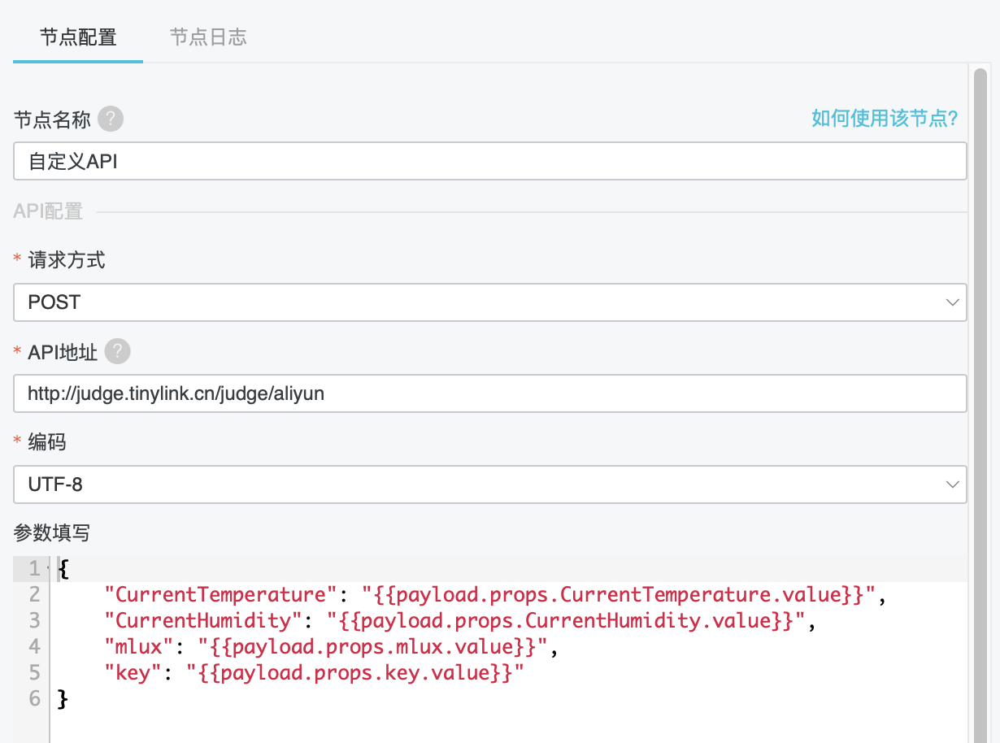 节点配置 节点日志
节点名称 ? 如何使用该节点?
自定义API
API配置
* 请求方式
POST
* API地址 ?
http://judge.tinylink.cn/judge/aliyun
* 编码
UTF-8
参数填写
1 {
2 "CurrentTemperature": "{{payload.props.CurrentTemperature.value}}",
3 "CurrentHumidity": "{{payload.props.CurrentHumidity.value}}",
4 "mlux": "{{payload.props.mlux.value}}",
5 "key": "{{payload.props.key.value}}"
6 }